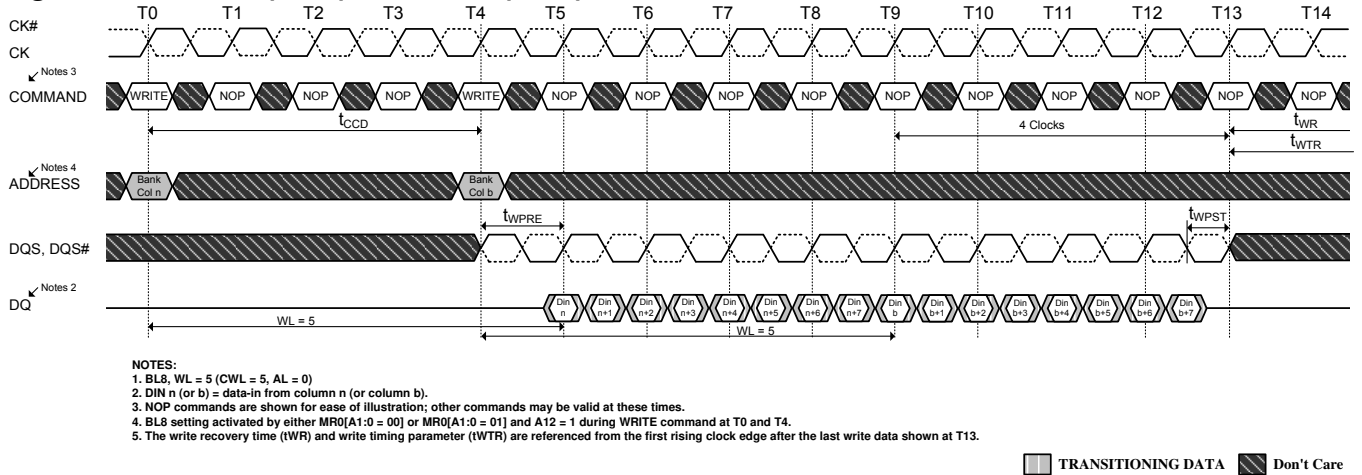 T0 T1 T2 T3 T4 T5 T6 T7 T8 T9 T10 T11 T12 T13 T14
CK#
CK
Notes 3
COMMAND WRITE NOP NOP NOP WRITE NOP NOP NOP NOP NOP NOP NOP NOP NOP NOP
tCCD 4 Clocks tWR
tWTR
Notes 4
ADDRESS Bank Col n Bank Col b
tWPRE tWPST
DQS, DQS#
Notes 2
DQ Din n Din n+1 Din n+2 Din n+3 Din n+4 Din n+5 Din n+6 Din n+7 Din b Din b+1 Din b+2 Din b+3 Din b+4 Din b+5 Din b+6 Din b+7
WL = 5 WL = 5
NOTES:
1. BL8, WL = 5 (CWL = 5, AL = 0)
2. DIN n (or b) = data-in from column n (or column b).
3. NOP commands are shown for ease of illustration; other commands may be valid at these times.
4. BL8 setting activated by either MR0[A1:0 = 00] or MR0[A1:0 = 01] and A12 = 1 during WRITE command at T0 and T4.
5. The write recovery time (tWR) and write timing parameter (tWTR) are referenced from the first rising clock edge after the last write data shown at T13.
TRANSITIONING DATA Don't Care